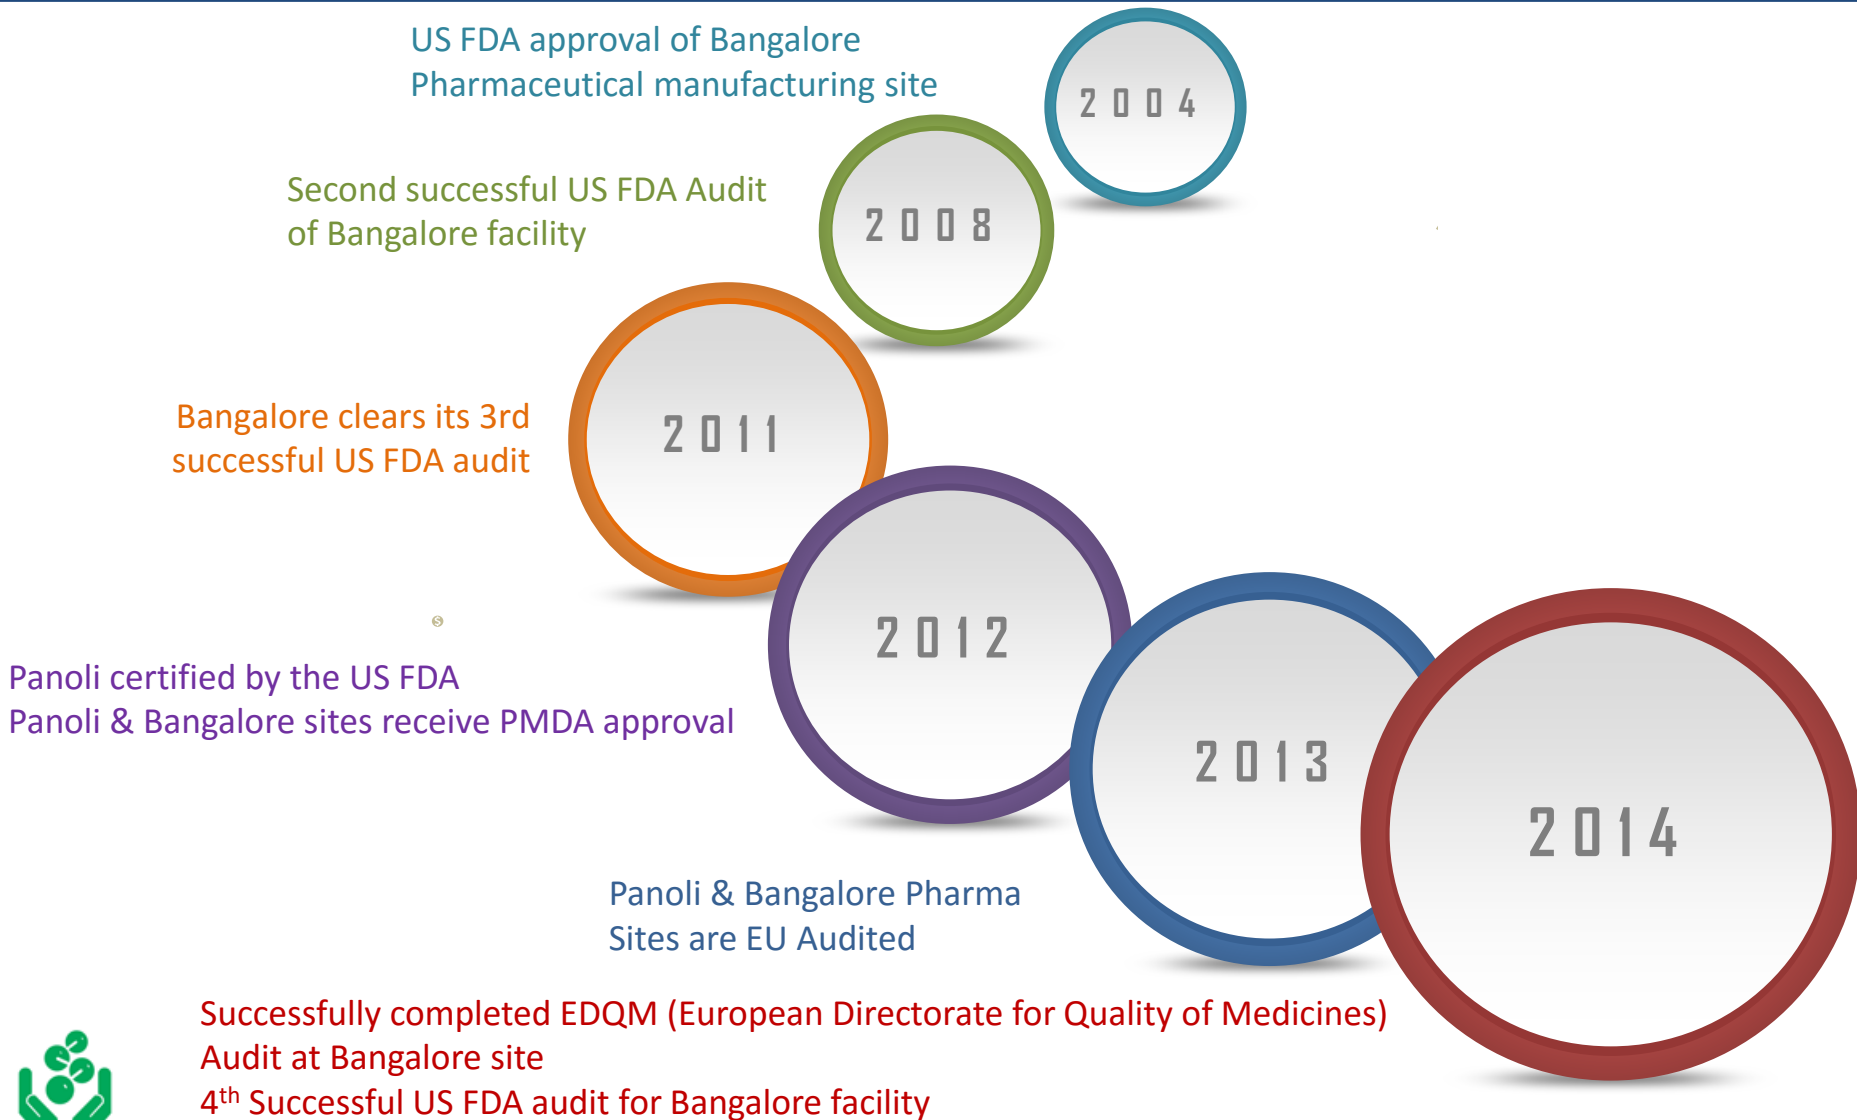 US FDA approval of Bangalore
Pharmaceutical manufacturing site
2004
Second successful US FDA Audit
of Bangalore facility
2008
Bangalore clears its 3rd
successful US FDA audit
2011
2012
Panoli certified by the US FDA
Panoli & Bangalore sites receive PMDA approval
2013
2014
Panoli & Bangalore Pharma
Sites are EU Audited
Successfully completed EDQM (European Directorate for Quality of Medicines)
Audit at Bangalore site
4th Successful US FDA audit for Bangalore facility